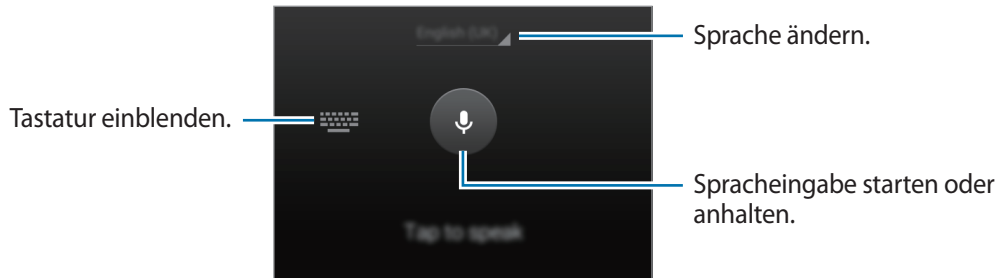 English (UK)
Sprache ändern.
Tastatur einblenden.
Spracheingabe starten oder
anhalten.
Tap to speak